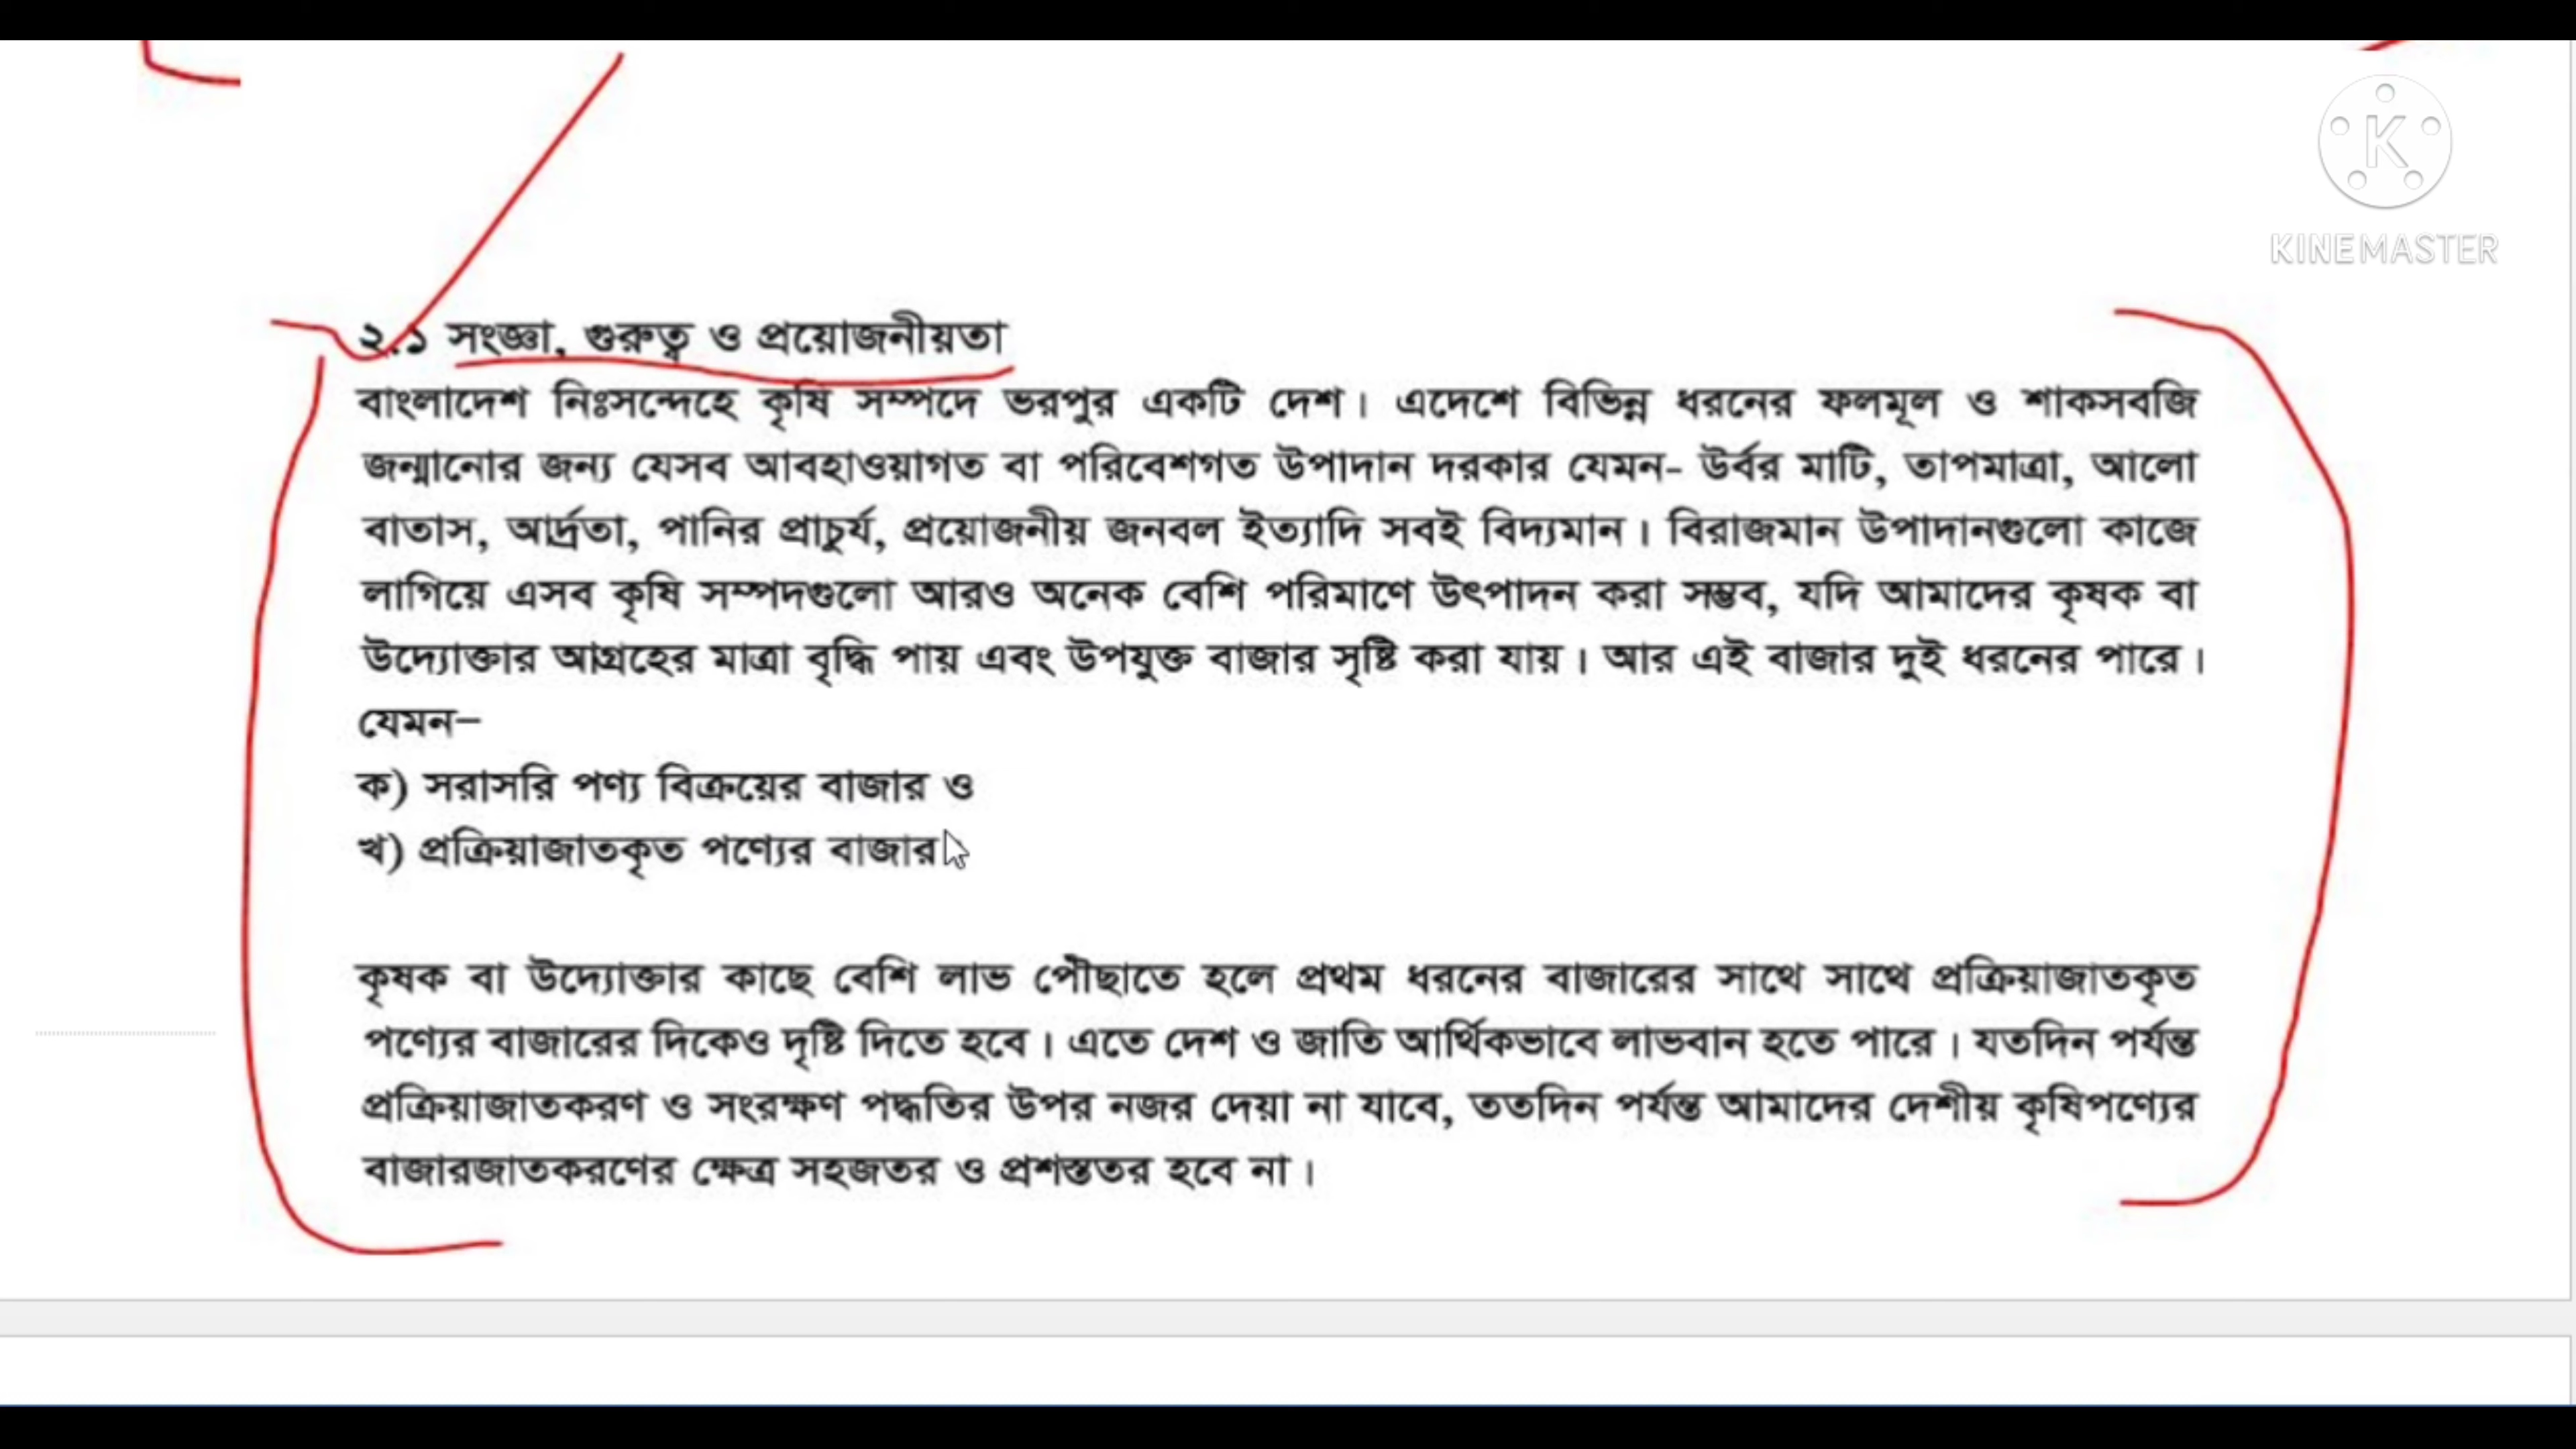 KINEMASTER
২.১ সংজ্ঞা, গুরুত্ব ও প্রয়োজনীয়তা
বাংলাদেশ নিঃসন্দেহে কৃষি সম্পদে ভরপুর একটি দেশ। এদেশে বিভিন্ন ধরনের ফলমূল ও শাকসবজি
জন্মানোর জন্য যেসব আবহাওয়াগত বা পরিবেশগত উপাদান দরকার যেমন- উর্বর মাটি, তাপমাত্রা, আলো
বাতাস, আর্দ্রতা, পানির প্রাচুর্য, প্রয়োজনীয় জনবল ইত্যাদি সবই বিদ্যমান। বিরাজমান উপাদানগুলো কাজে
লাগিয়ে এসব কৃষি সম্পদগুলো আরও অনেক বেশি পরিমাণে উৎপাদন করা সম্ভব, যদি আমাদের কৃষক বা
উদ্যোক্তার আগ্রহের মাত্রা বৃদ্ধি পায় এবং উপযুক্ত বাজার সৃষ্টি করা যায়। আর এই বাজার দুই ধরনের পারে।
যেমন–
ক) সরাসরি পণ্য বিক্রয়ের বাজার ও
খ) প্রক্রিয়াজাতকৃত পণ্যের বাজার
কৃষক বা উদ্যোক্তার কাছে বেশি লাভ পৌঁছাতে হলে প্রথম ধরনের বাজারের সাথে সাথে প্রক্রিয়াজাতকৃত
পণ্যের বাজারের দিকেও দৃষ্টি দিতে হবে। এতে দেশ ও জাতি আর্থিকভাবে লাভবান হতে পারে। যতদিন পর্যন্ত
প্রক্রিয়াজাতকরণ ও সংরক্ষণ পদ্ধতির উপর নজর দেয়া না যাবে, ততদিন পর্যন্ত আমাদের দেশীয় কৃষিপণ্যের
বাজারজাতকরণের ক্ষেত্র সহজতর ও প্রশস্ততর হবে না।